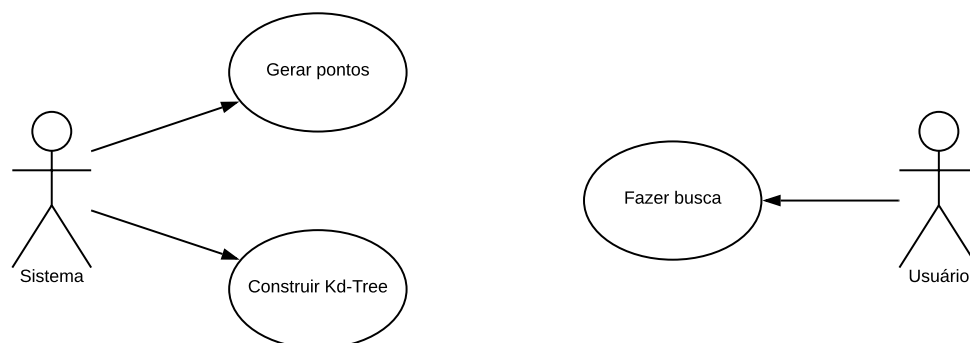 Gerar pontos
Fazer busca
Sistema
Usuário
Construir Kd-Tree